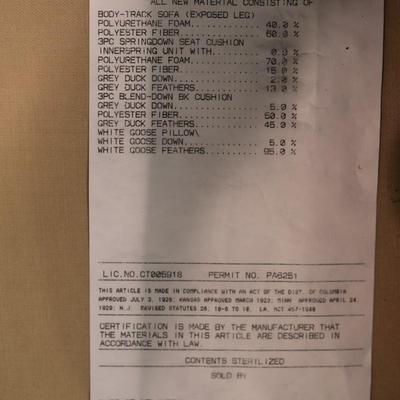 ALL NEW MATERIAL CONSISTING OF
BODY-TRACK SOFA (EXPOSED LEG)
POLYURETHANE FOAM............ 40.0 %
POLYESTER FIBER.............. 60.0 %
3PC SPRINGDOWN SEAT CUSHION
INNERSPRING UNIT WITH........ 0.0 %
POLYURETHANE FOAM............ 70.0 %
POLYESTER FIBER.............. 15.0 %
GREY DUCK DOWN............... 2.0 %
GREY DUCK FEATHERS........... 13.0 %
3PC BLEND-DOWN BK CUSHION
GREY DUCK DOWN............... 5.0 %
POLYESTER FIBER.............. 50.0 %
GREY DUCK FEATHERS........... 45.0 %
WHITE GOOSE PILLOW\
WHITE GOOSE DOWN............. 5.0 %
WHITE GOOSE FEATHERS......... 95.0 %
LIC.NO.CT005918 PERMIT NO. PA6251
THIS ARTICLE IS MADE IN COMPLIANCE WITH AN ACT OF THE DIST. OF COLUMBIA
APPROVED JULY 3, 1926; KANSAS APPROVED MARCH 1923; MINN APPROVED APRIL 24,
1929; N.J. REVISED STATUTES 26; 10-6 TO 18, LA. ACT 467-1948
CERTIFICATION IS MADE BY THE MANUFACTURER THAT
THE MATERIALS IN THIS ARTICLE ARE DESCRIBED IN
ACCORDANCE WITH LAW.
CONTENTS STERILIZED
SOLD BY